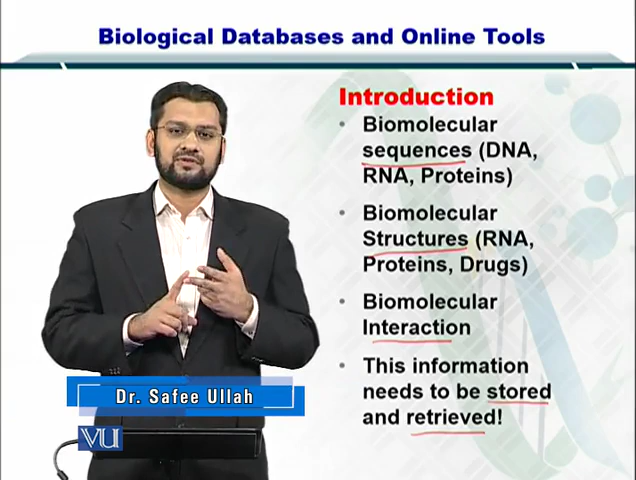 Biological Databases and Online Tools
Introduction
• Biomolecular
sequences (DNA,
RNA, Proteins)
• Biomolecular
Structures (RNA,
Proteins, Drugs)
• Biomolecular
Interaction
• This information
needs to be stored
and retrieved!
Dr. Safee Ullah
VU